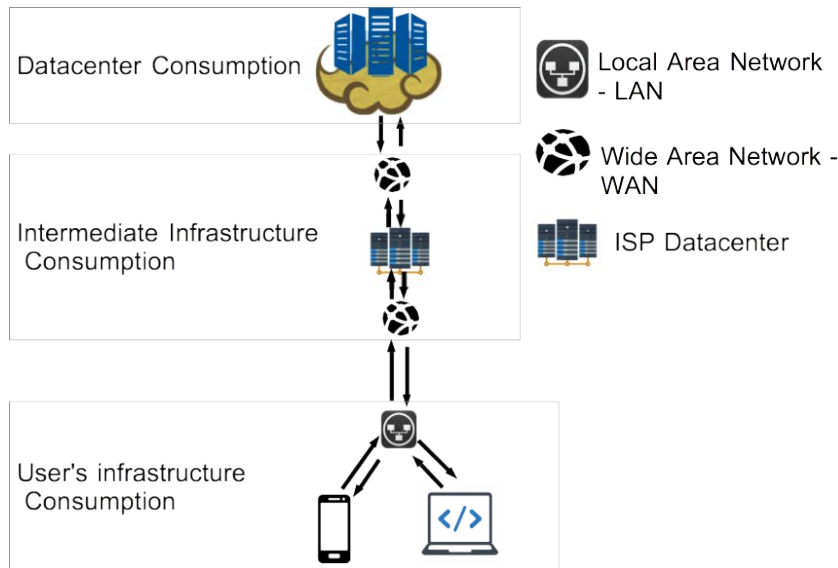 Datacenter Consumption
Local Area Network
- LAN
Wide Area Network -
WAN
Intermediate Infrastructure
Consumption
ISP Datacenter
User's infrastructure
Consumption
</>